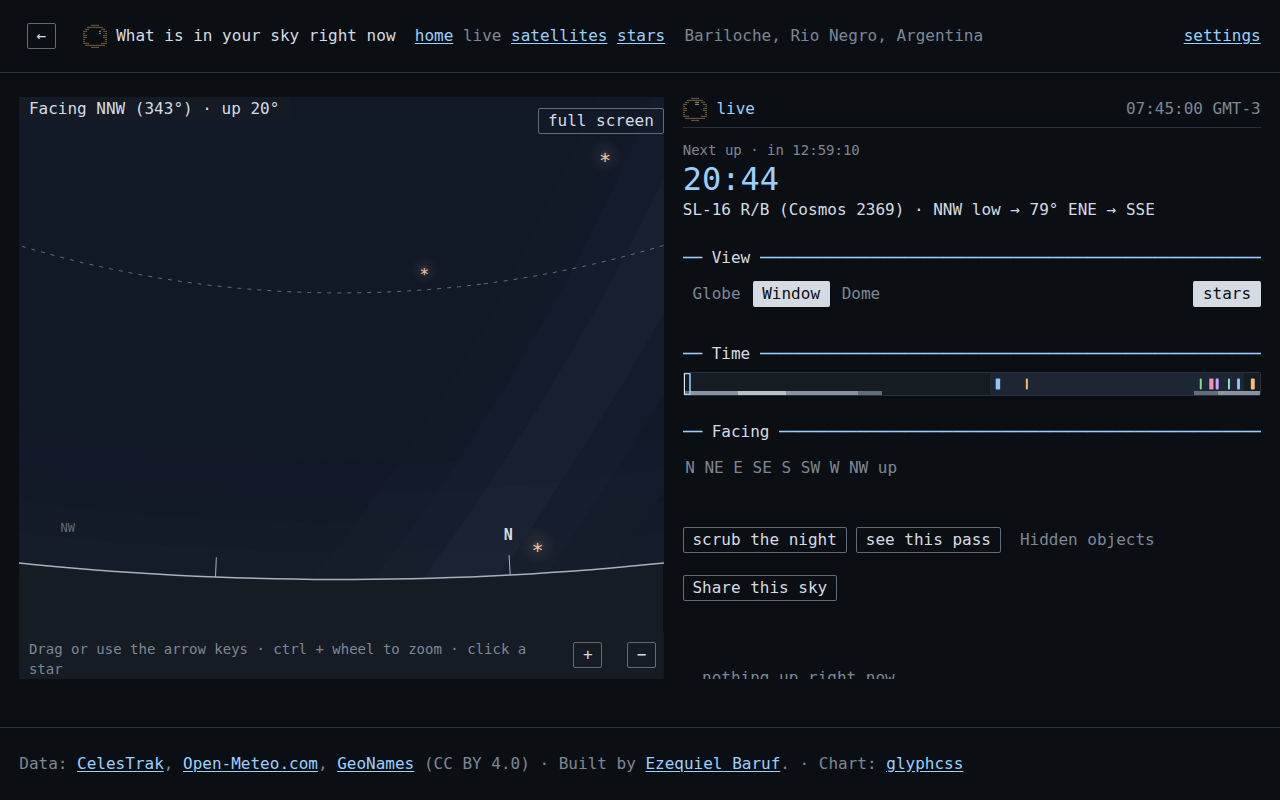 ← What is in your sky right now home live satellites stars Bariloche, Rio Negro, Argentina settings
Facing NNW (343°) · up 20°
full screen
NW
N
Drag or use the arrow keys · ctrl + wheel to zoom · click a
star
+ −
live 07:45:00 GMT-3
Next up · in 12:59:10
20:44
SL-16 R/B (Cosmos 2369) · NNW low → 79° ENE → SSE
View
Globe Window Dome stars
Time
Facing
N NE E SE S SW W NW up
scrub the night see this pass Hidden objects
Share this sky
nothing up right now
Data: CelesTrak, Open-Meteo.com, GeoNames (CC BY 4.0) · Built by Ezequiel Baruf. · Chart: glyphcss